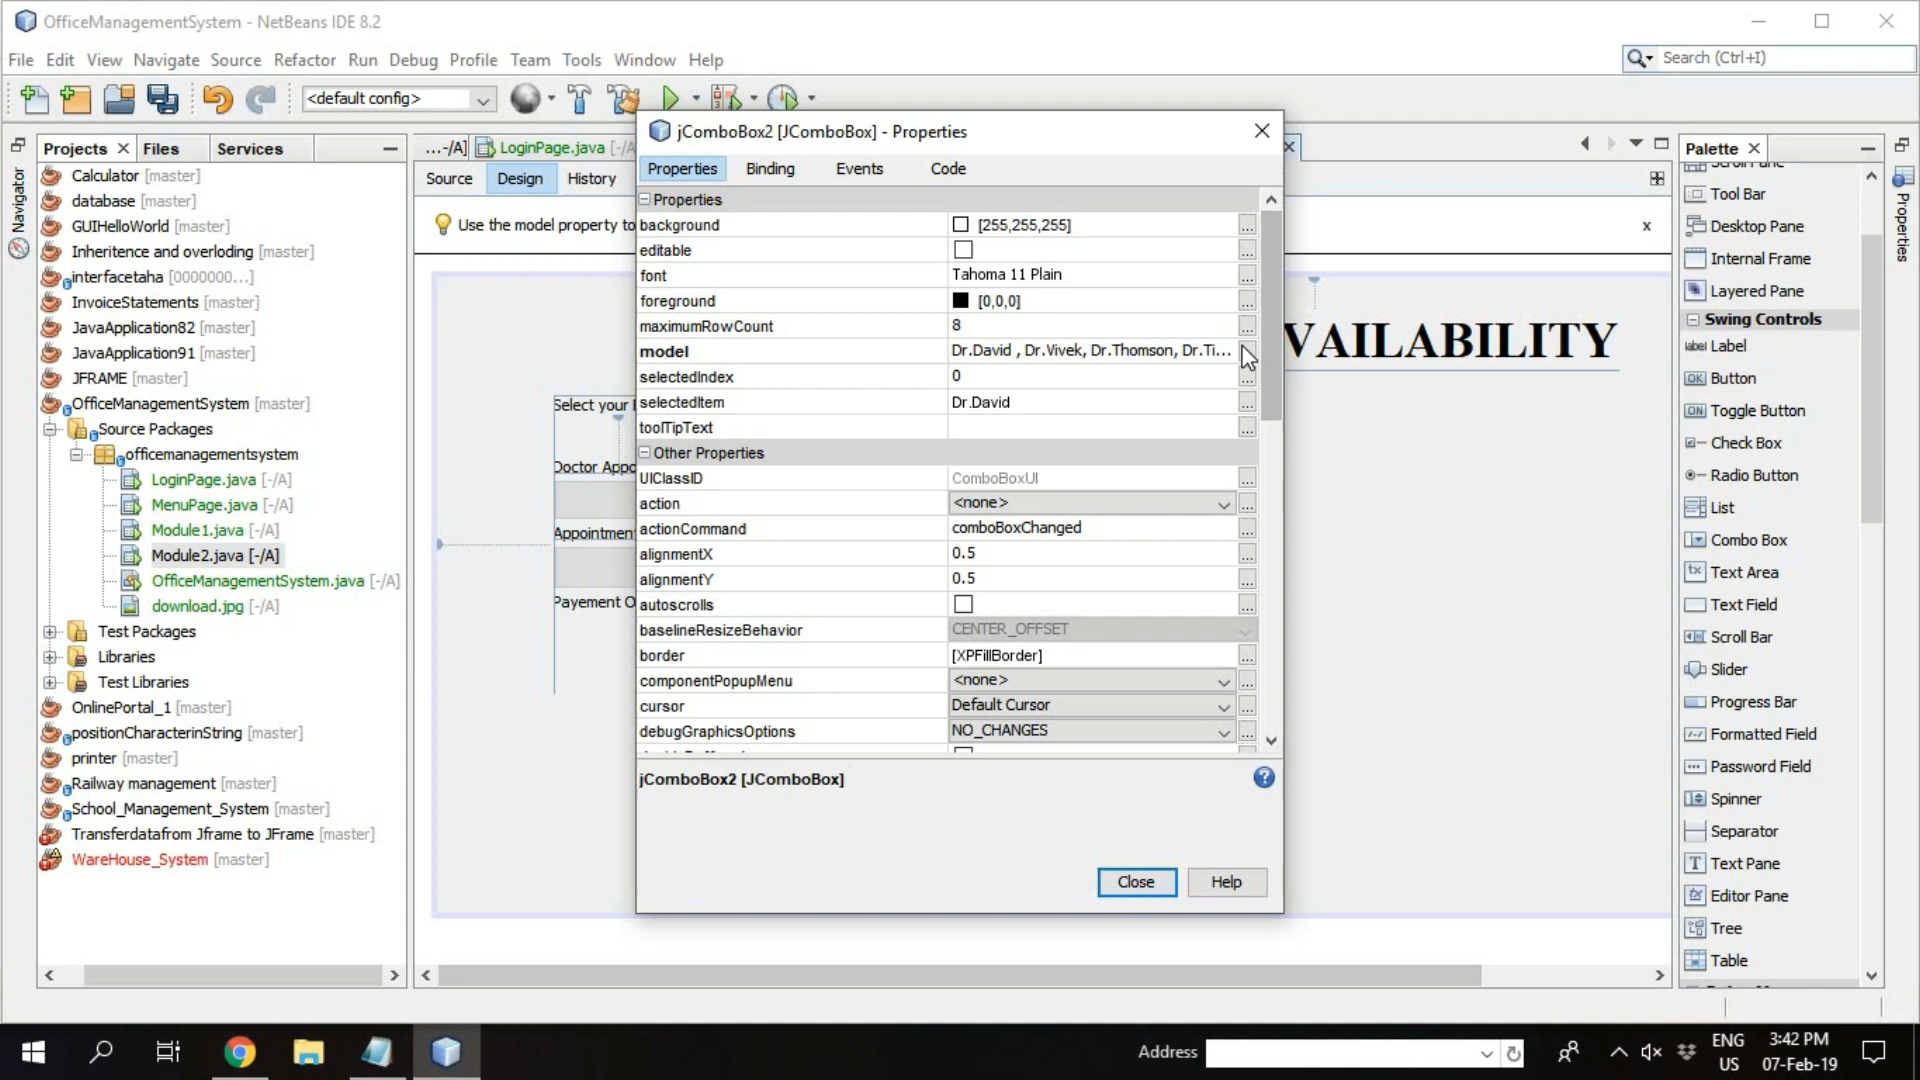 OfficeManagementSystem - NetBeans IDE 8.2
File Edit View Navigate Source Refactor Run Debug Profile Team Tools Window Help
Search (Ctrl+I)
<default config>
Projects Files Services
Calculator [master]
database [master]
GUIHelloWorld [master]
Inheritence and overloding [master]
interfacetaha [0000000...]
InvoiceStatements [master]
JavaApplication82 [master]
JavaApplication91 [master]
JFRAME [master]
OfficeManagementSystem [master]
Source Packages
officemanagementsystem
LoginPage.java [-/A]
MenuPage.java [-/A]
Module1.java [-/A]
Module2.java [-/A]
OfficeManagementSystem.java [-/A]
download.jpg [-/A]
Test Packages
Libraries
Test Libraries
OnlinePortal_1 [master]
positionCharacterinString [master]
printer [master]
Railway management [master]
School_Management_System [master]
Transferdatafrom Jframe to JFrame [master]
WareHouse_System [master]
Navigator
...-/A] LoginPage.java [-/A
Source Design History
Use the model property to
x
VAILABILITY
Select your
Doctor Appo
Appointment
Payement O
jComboBox2 [JComboBox] - Properties
Properties Binding Events Code
Properties
background [255,255,255] ...
editable ...
font Tahoma 11 Plain ...
foreground [0,0,0] ...
maximumRowCount 8 ...
model Dr.David , Dr.Vivek, Dr.Thomson, Dr.Ti...
selectedIndex 0 ...
selectedItem Dr.David ...
toolTipText ...
Other Properties
UIClassID ComboBoxUI ...
action <none> ...
actionCommand comboBoxChanged ...
alignmentX 0.5 ...
alignmentY 0.5 ...
autoscrolls ...
baselineResizeBehavior CENTER_OFFSET
border [XPFillBorder] ...
componentPopupMenu <none> ...
cursor Default Cursor ...
debugGraphicsOptions NO_CHANGES ...
jComboBox2 [JComboBox]
Close Help
Palette
Tool Bar
Desktop Pane
Internal Frame
Layered Pane
Swing Controls
label Label
OK Button
ON Toggle Button
Check Box
Radio Button
List
Combo Box
Text Area
Text Field
Scroll Bar
Slider
Progress Bar
Formatted Field
Password Field
Spinner
Separator
Text Pane
Editor Pane
Tree
Table
Properties
Address
ENG
US
3:42 PM
07-Feb-19